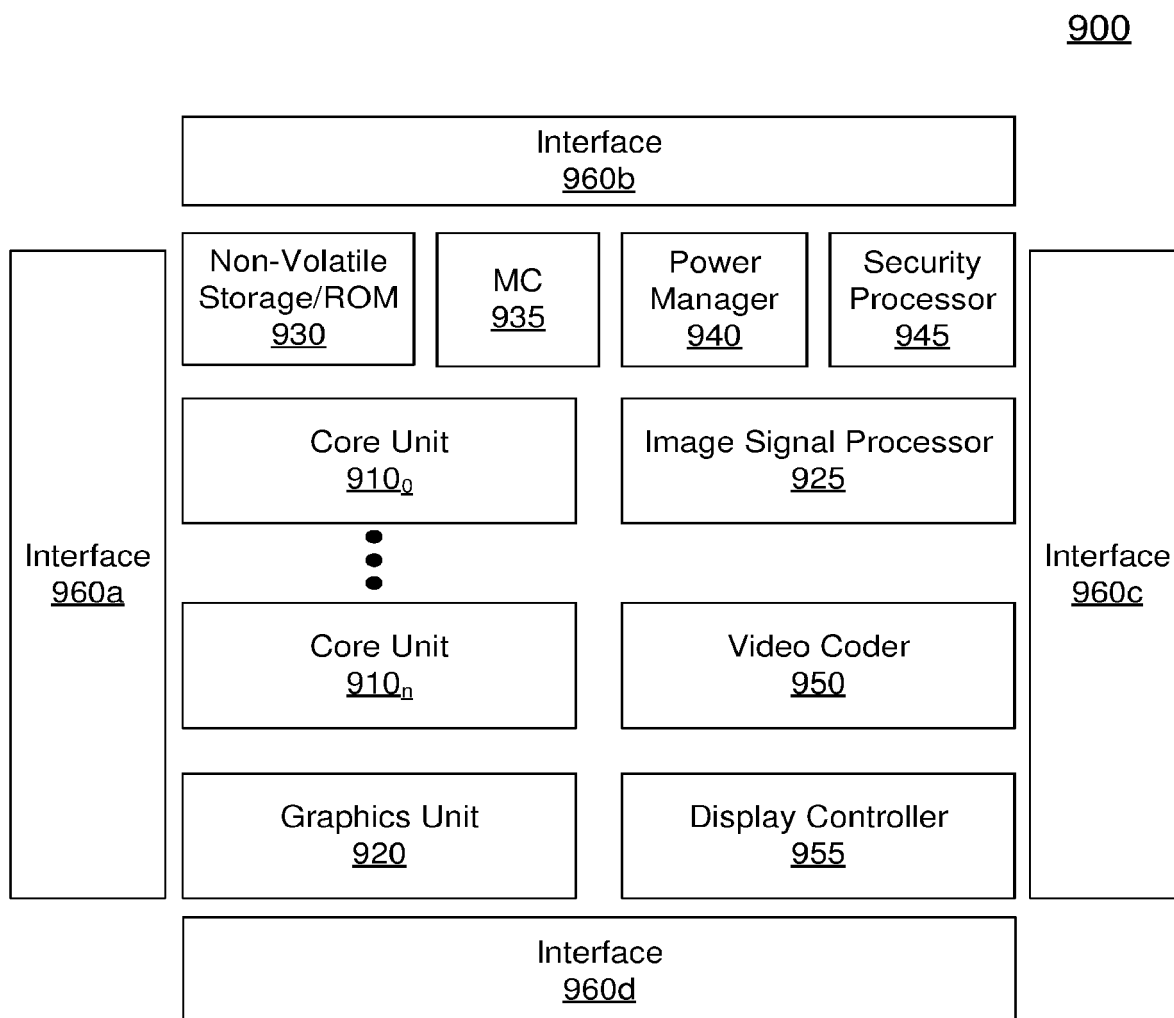 900
Interface
960b
Non-Volatile
Storage/ROM
930
MC
935
Power
Manager
940
Security
Processor
945
Interface
960a
Core Unit
910₀
Image Signal Processor
925
Interface
960c
Core Unit
910ₙ
Video Coder
950
Graphics Unit
920
Display Controller
955
Interface
960d